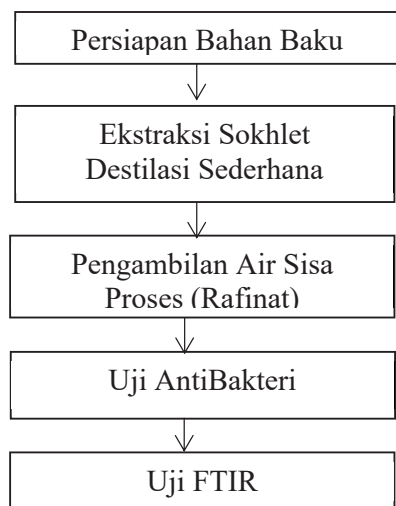 Persiapan Bahan Baku
Ekstraksi Sokhlet
Destilasi Sederhana
Pengambilan Air Sisa
Proses (Rafinat)
Uji AntiBakteri
Uji FTIR